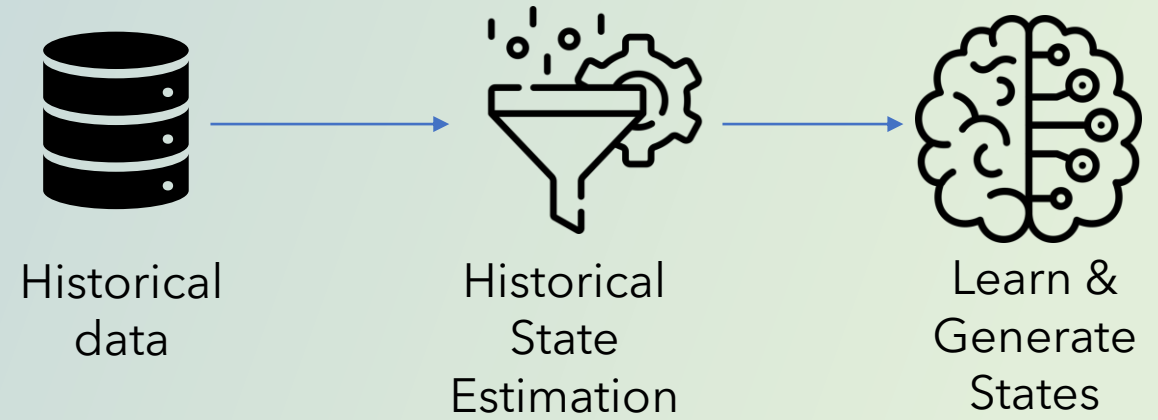 Historical
data
Historical
State
Estimation
Learn &
Generate
States